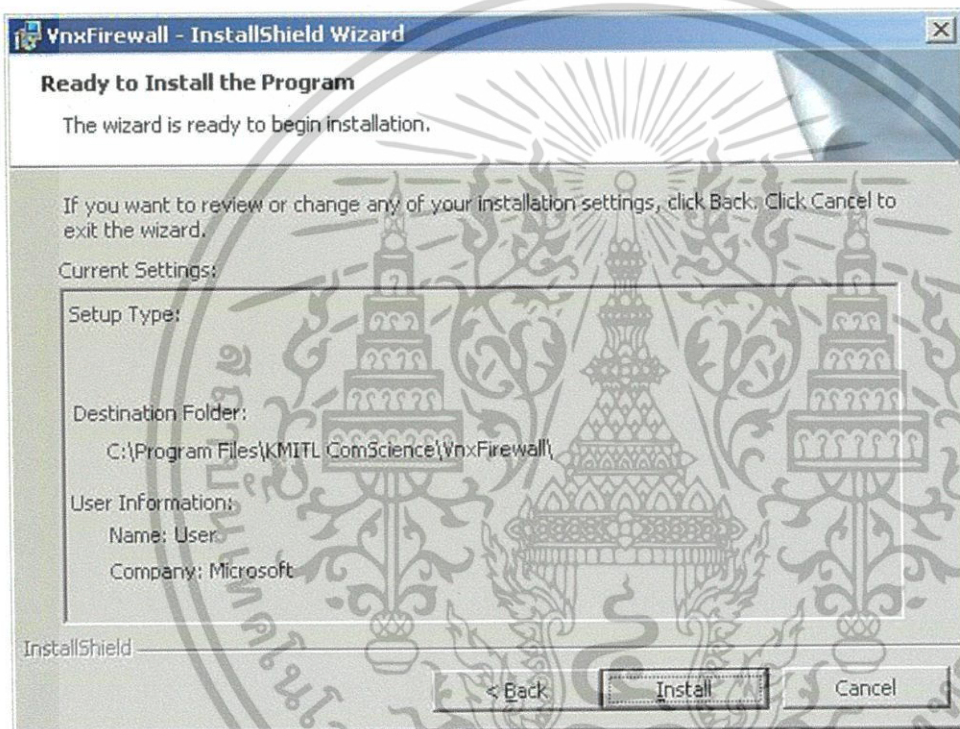 VnxFirewall - InstallShield Wizard
Ready to Install the Program
The wizard is ready to begin installation.
If you want to review or change any of your installation settings, click Back. Click Cancel to
exit the wizard.
Current Settings:
Setup Type:
Destination Folder:
C:\Program Files\KMITL ComScience\VnxFirewall\
User Information:
Name: User
Company: Microsoft
InstallShield
< Back
Install
Cancel